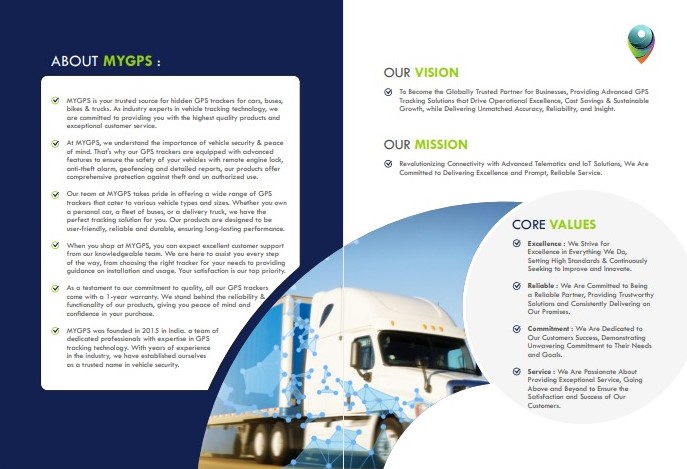 ABOUT MYGPS :
MYGPS is your trusted source for hidden GPS trackers for cars, buses,
bikes & trucks. As industry experts in vehicle tracking technology, we
are committed to providing you with the highest quality products and
exceptional customer service.
At MYGPS, we understand the importance of vehicle security & peace
of mind. That's why our GPS trackers are equipped with advanced
features to ensure the safety of your vehicles with remote engine lock,
anti-theft alarm, geofencing and detailed reports, our products offer
comprehensive protection against theft and un authorized use.
Our team at MYGPS takes pride in offering a wide range of GPS
trackers that cater to various vehicle types and sizes. Whether you own
a personal car, a fleet of buses, or a delivery truck, we have the
perfect tracking solution for you. Our products are designed to be
user-friendly, reliable and durable, ensuring long-lasting performance.
When you shop at MYGPS, you can expect excellent customer support
from our knowledgeable team. We are here to assist you every step
of the way, from choosing the right tracker for your needs to providing
guidance on installation and usage. Your satisfaction is our top priority.
As a testament to our commitment to quality, all our GPS trackers
come with a 1-year warranty. We stand behind the reliability &
functionality of our products, giving you peace of mind and
confidence in your purchase.
MYGPS was founded in 2015 in India. a team of
dedicated professionals with expertise in GPS
tracking technology. With years of experience
in the industry, we have established ourselves
as a trusted name in vehicle security.
OUR VISION
To Become the Globally Trusted Partner for Businesses, Providing Advanced GPS
Tracking Solutions that Drive Operational Excellence, Cost Savings & Sustainable
Growth, while Delivering Unmatched Accuracy, Reliability, and Insight.
OUR MISSION
Revolutionizing Connectivity with Advanced Telematics and IoT Solutions, We Are
Committed to Delivering Excellence and Prompt, Reliable Service.
CORE VALUES
Excellence : We Strive for
Excellence in Everything We Do,
Setting High Standards & Continuously
Seeking to Improve and Innovate.
Reliable : We Are Committed to Being
a Reliable Partner, Providing Trustworthy
Solutions and Consistently Delivering on
Our Promises.
Commitment : We Are Dedicated to
Our Customers Success, Demonstrating
Unwavering Commitment to Their Needs
and Goals.
Service : We Are Passionate About
Providing Exceptional Service, Going
Above and Beyond to Ensure the
Satisfaction and Success of Our
Customers.